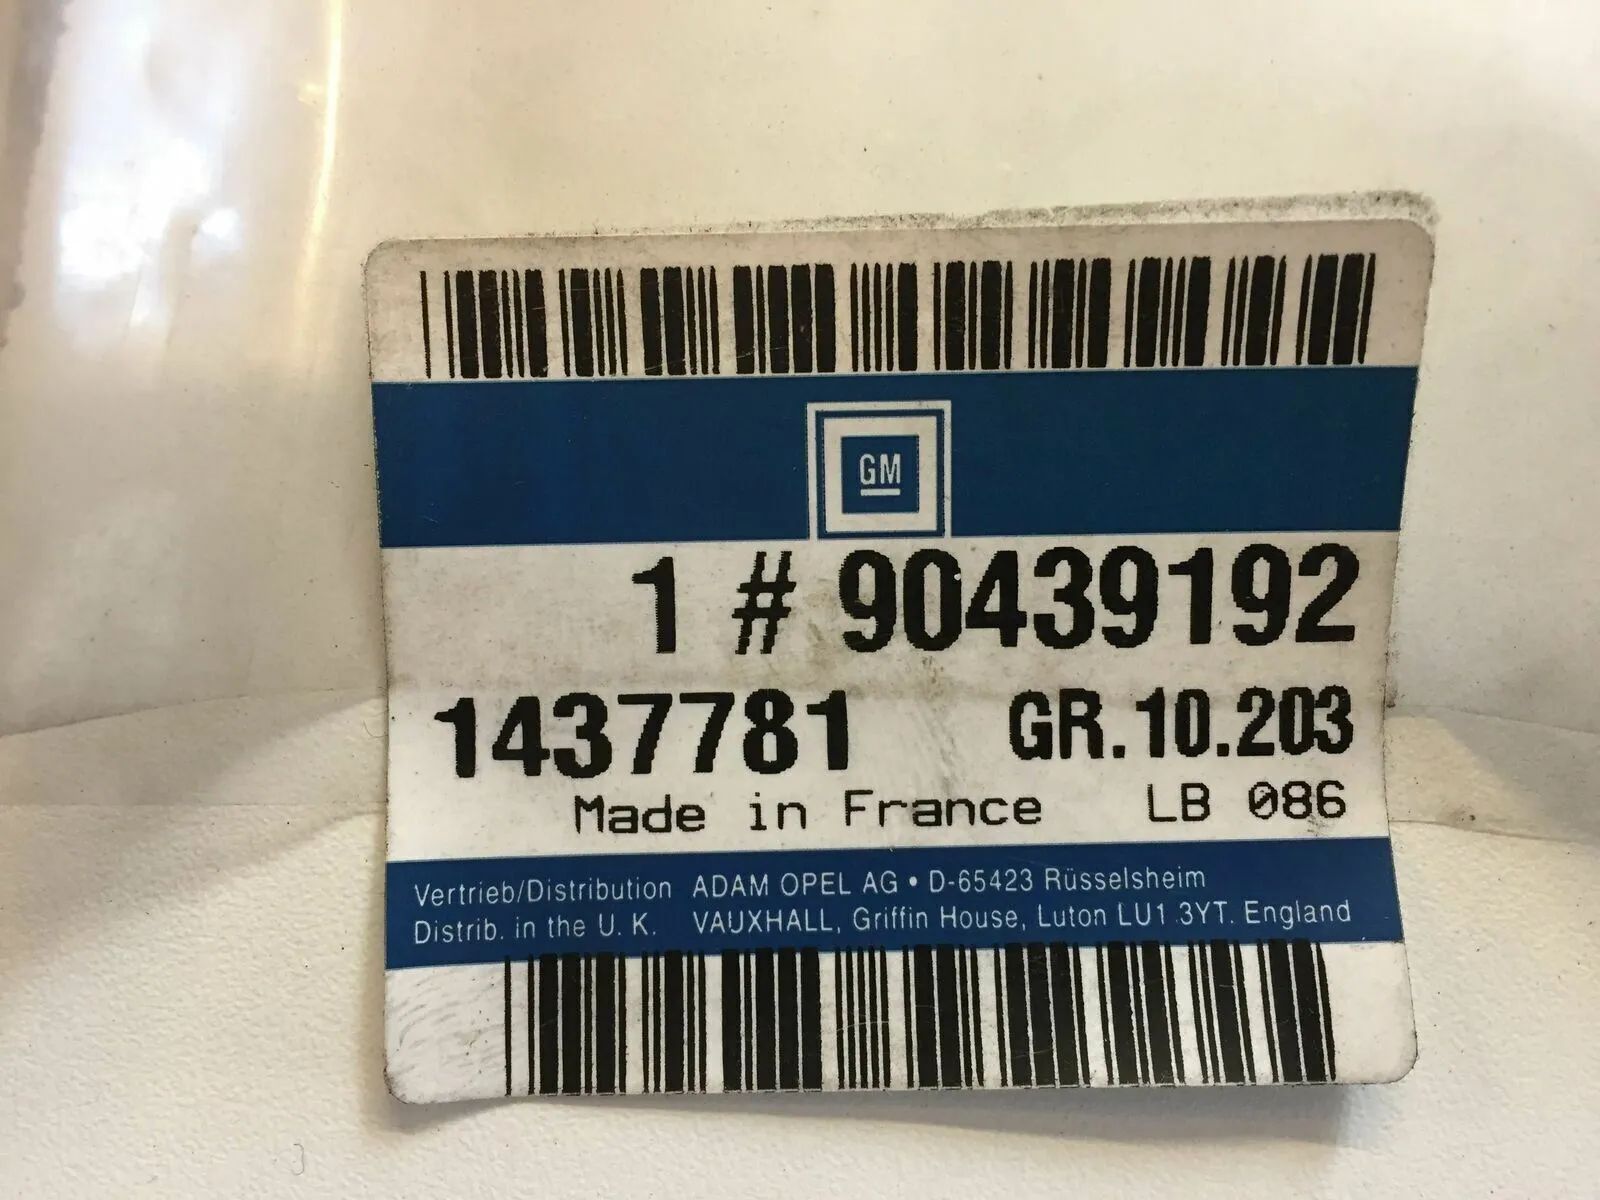 GM
1 # 90439192
1437781 GR.10.203
Made in France LB 086
Vertrieb/Distribution ADAM OPEL AG • D-65423 Rüsselsheim
Distrib. in the U. K. VAUXHALL, Griffin House, Luton LU1 3YT. England